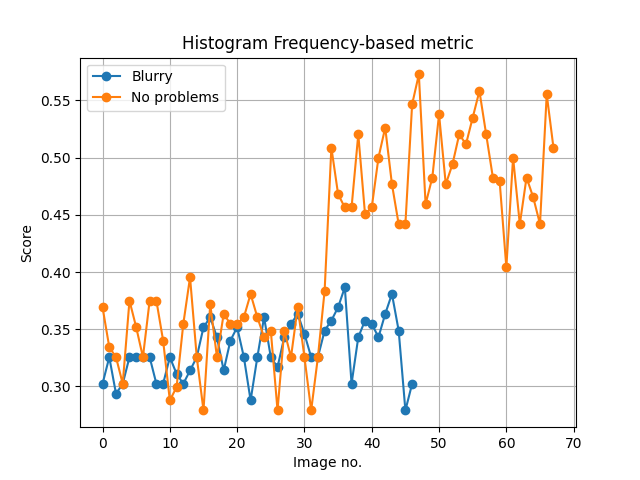 Histogram Frequency-based metric
Blurry
No problems
Score
0.55
0.50
0.45
0.40
0.35
0.30
0 10 20 30 40 50 60 70
Image no.